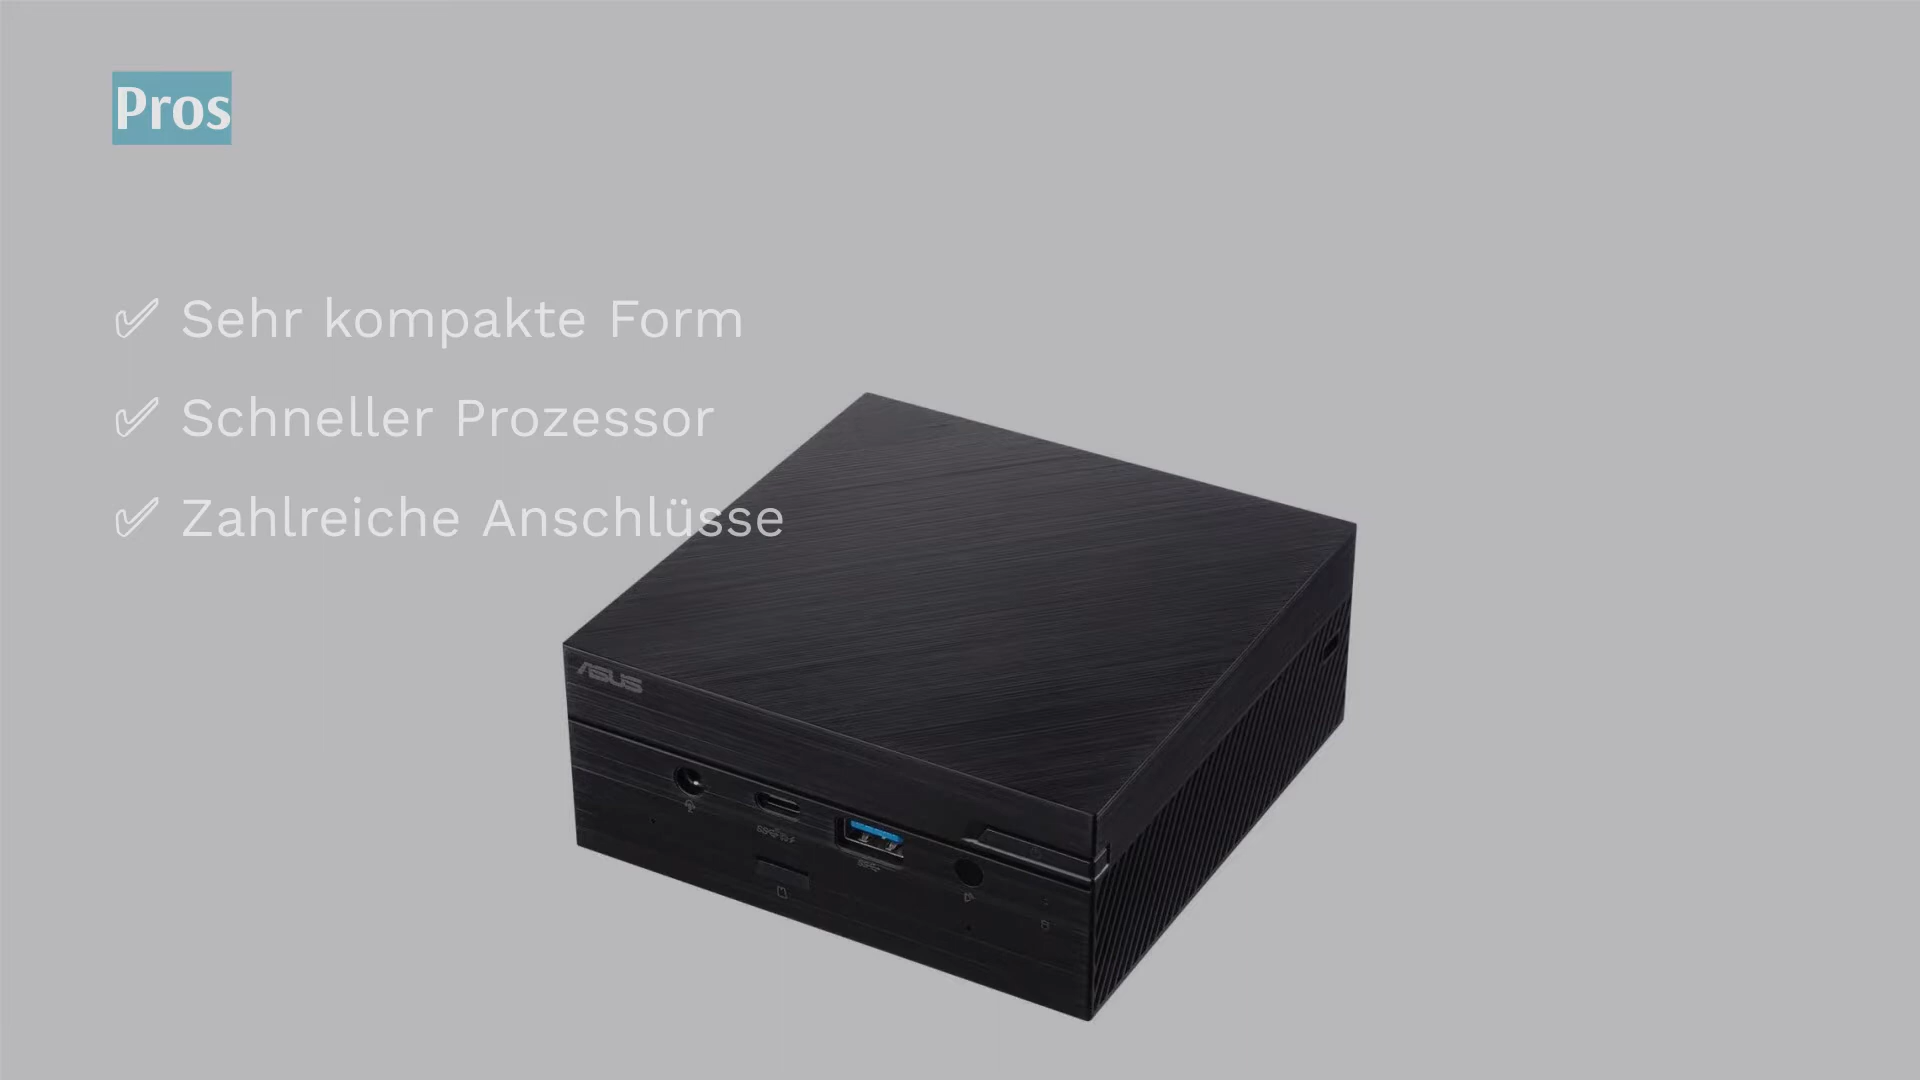 Pros
✓ Sehr kompakte Form
✓ Schneller Prozessor
✓ Zahlreiche Anschlüsse
ASUS